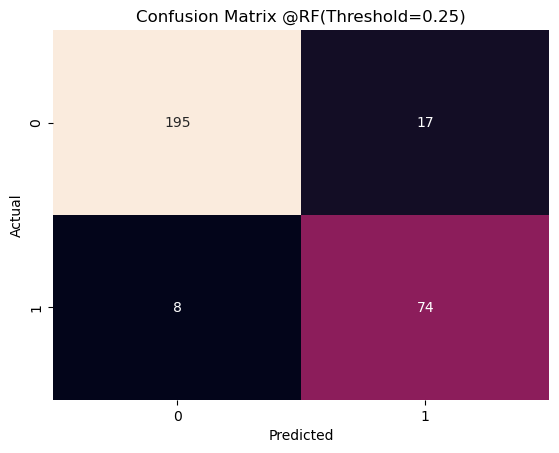 Confusion Matrix @RF(Threshold=0.25)
0
195
17
Actual
1
8
74
0
1
Predicted